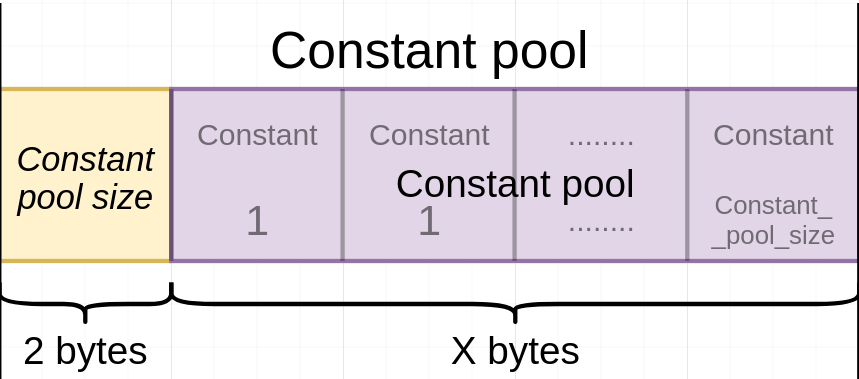 Constant pool
Constant
pool size
Constant
1
Constant
1
........
........
Constant
Constant_
_pool_size
Constant pool
2 bytes
X bytes